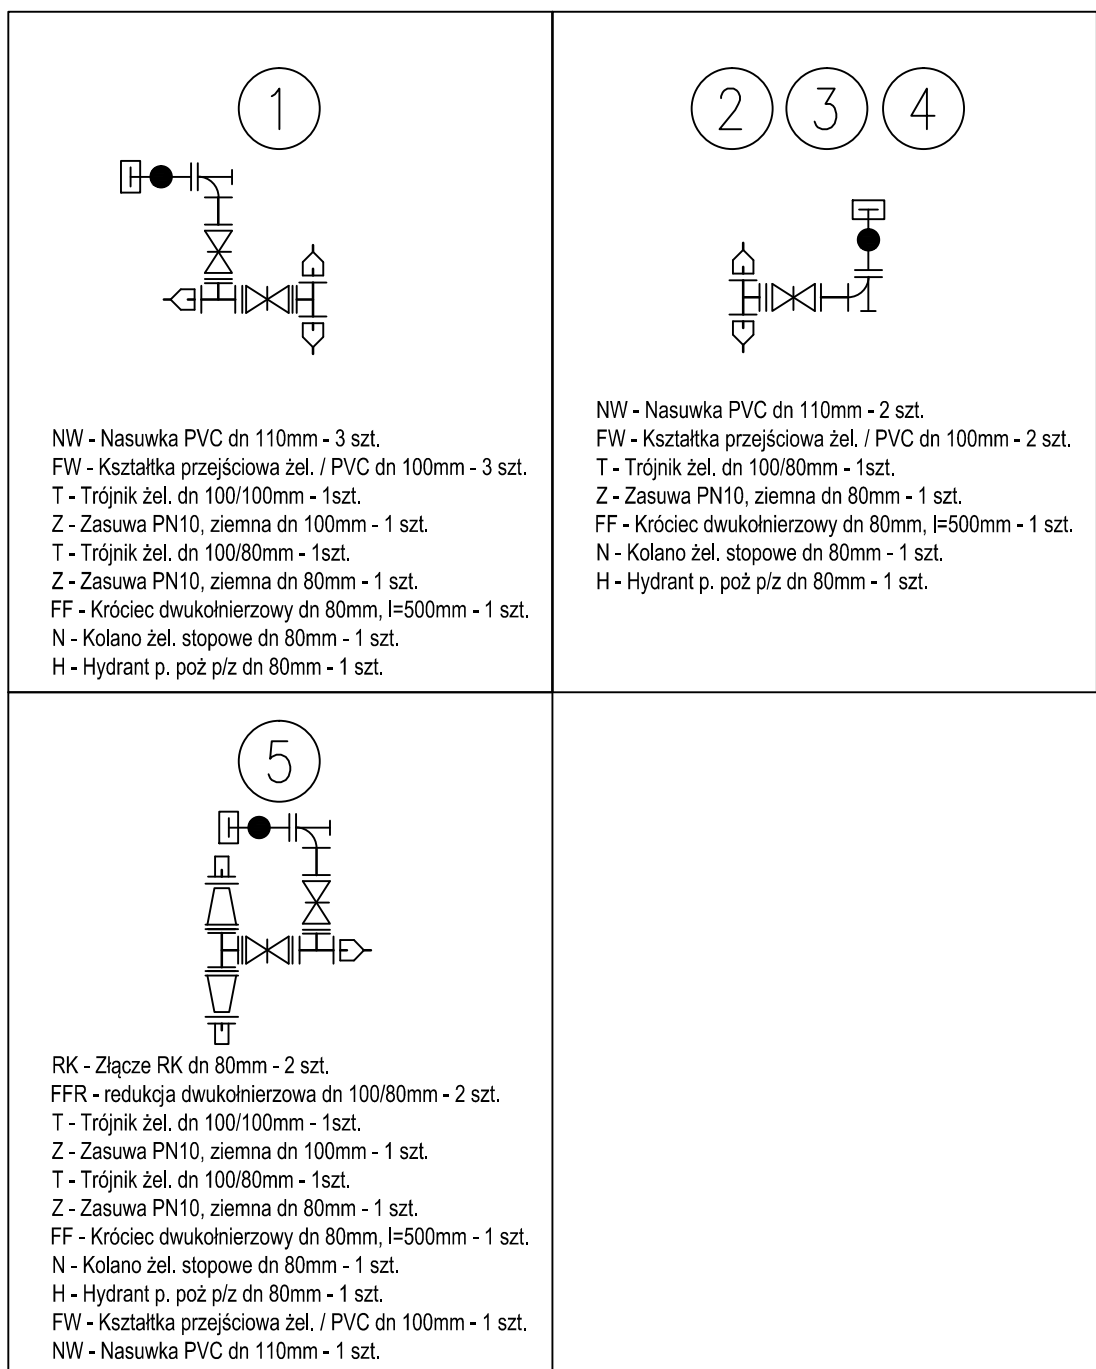 1
NW - Nasuwka PVC dn 110mm - 3 szt.
FW - Kształtka przejściowa żel. / PVC dn 100mm - 3 szt.
T - Trójnik żel. dn 100/100mm - 1szt.
Z - Zasuwa PN10, ziemna dn 100mm - 1 szt.
T - Trójnik żel. dn 100/80mm - 1szt.
Z - Zasuwa PN10, ziemna dn 80mm - 1 szt.
FF - Króciec dwukołnierzowy dn 80mm, l=500mm - 1 szt.
N - Kolano żel. stopowe dn 80mm - 1 szt.
H - Hydrant p. poż p/z dn 80mm - 1 szt.
2 3 4
NW - Nasuwka PVC dn 110mm - 2 szt.
FW - Kształtka przejściowa żel. / PVC dn 100mm - 2 szt.
T - Trójnik żel. dn 100/80mm - 1szt.
Z - Zasuwa PN10, ziemna dn 80mm - 1 szt.
FF - Króciec dwukołnierzowy dn 80mm, l=500mm - 1 szt.
N - Kolano żel. stopowe dn 80mm - 1 szt.
H - Hydrant p. poż p/z dn 80mm - 1 szt.
5
RK - Złącze RK dn 80mm - 2 szt.
FFR - redukcja dwukołnierzowa dn 100/80mm - 2 szt.
T - Trójnik żel. dn 100/100mm - 1szt.
Z - Zasuwa PN10, ziemna dn 100mm - 1 szt.
T - Trójnik żel. dn 100/80mm - 1szt.
Z - Zasuwa PN10, ziemna dn 80mm - 1 szt.
FF - Króciec dwukołnierzowy dn 80mm, l=500mm - 1 szt.
N - Kolano żel. stopowe dn 80mm - 1 szt.
H - Hydrant p. poż p/z dn 80mm - 1 szt.
FW - Kształtka przejściowa żel. / PVC dn 100mm - 1 szt.
NW - Nasuwka PVC dn 110mm - 1 szt.